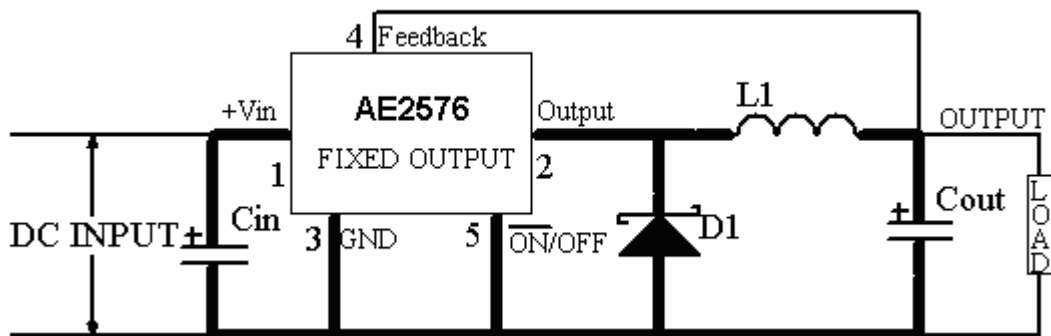 4 Feedback
+Vin
AE2576
Output
L1
OUTPUT
1
FIXED OUTPUT
2
DC INPUT
+
Cin
3
GND
5
O̅N̅/OFF
D1
+
Cout
LOAD